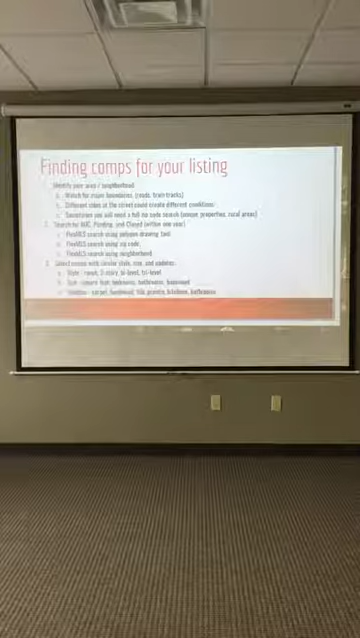 Finding comps for your listing
1. Identify your area / neighborhood
a. Watch for major boundaries (roads, train tracks)
b. Different sides of the street could create different conditions
c. Sometimes you will need a full zip code search (unique properties, rural areas)
2. Search for Pending, and Closed (within one year)
a. FlexMLS search using polygon drawing tool
b. FlexMLS search using zip code
c. FlexMLS search using neighborhood
3. Select comps with similar style, size, and updates
a. Style - ranch, 2-story, bi-level, tri-level
b. Size - square feet, bedrooms, bathrooms, basement
c. Updates - carpet, hardwood, tile, granite, kitchens, bathrooms